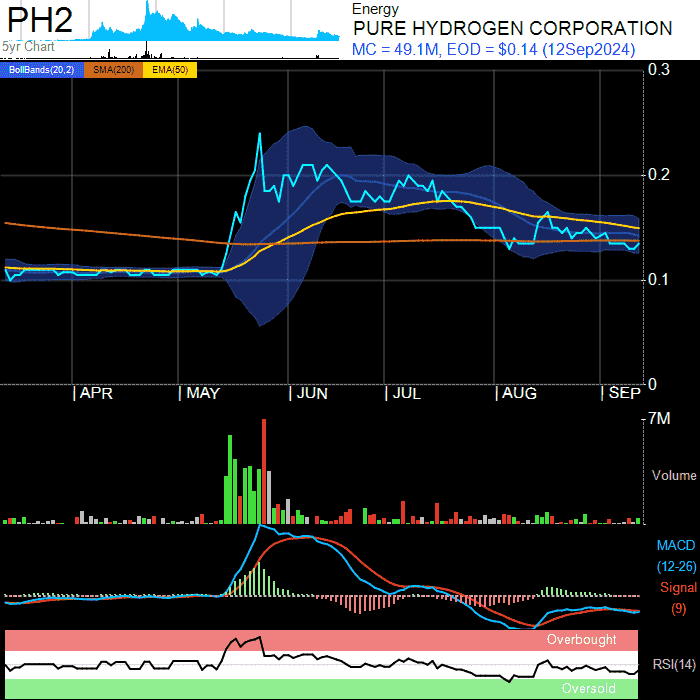 PH2
5yr Chart
Energy
PURE HYDROGEN CORPORATION
MC = 49.1M, EOD = $0.14 (12Sep2024)
BollBands(20,2) SMA(200) EMA(50)
0.3
0.2
0.1
0
APR MAY JUN JUL AUG SEP
7M
Volume
MACD
(12-26)
Signal
(9)
Overbought
RSI(14)
Oversold